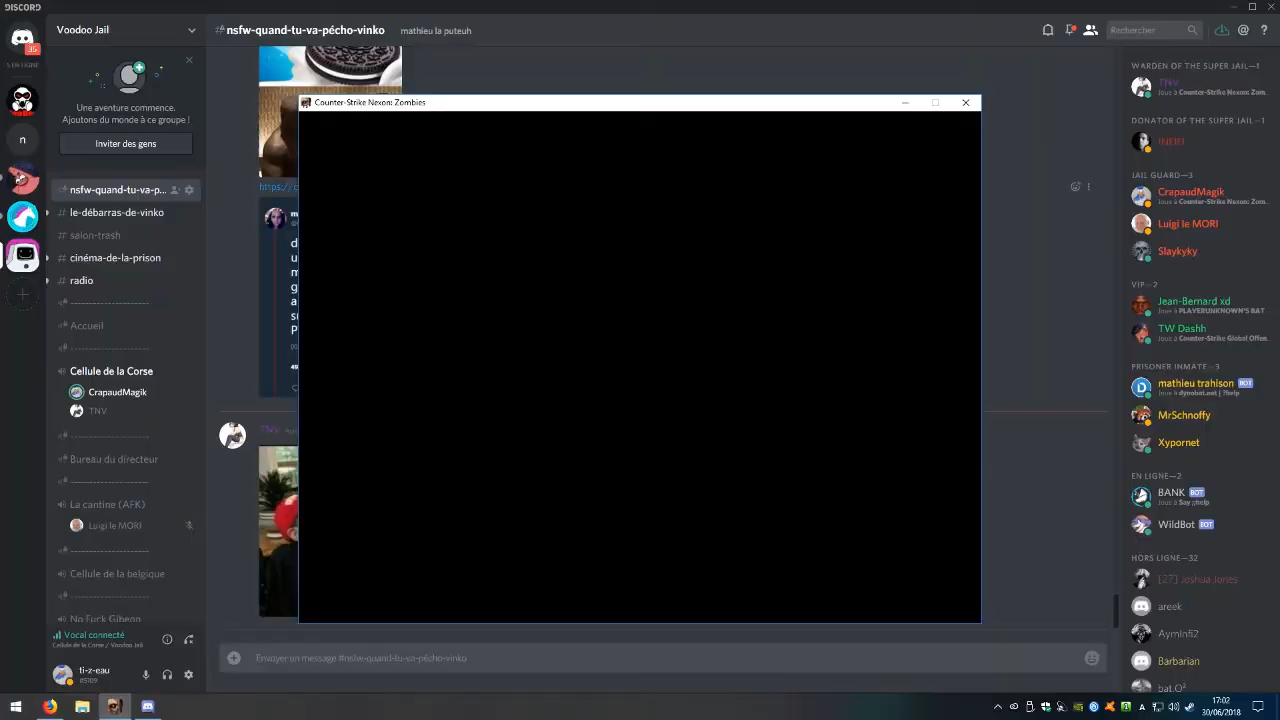 DISCORD
Voodoo Jail
nsfw-quand-tu-va-pécho-vinko
mathieu la puteuh
Rechercher
35
5 EN LIGNE
Une aventure commence.
Ajoutons du monde à ce groupe !
Inviter des gens
n
nsfw-quand-tu-va-p...
# le-débarras-de-vinko
# salon-trash
# cinéma-de-la-prison
# radio
Accueil
Cellule de la Corse
CrapaudMagik
TNV
Bureau du directeur
La cantine (AFK)
Luigi le MORI
Cellule de la belgique
No Fuck Gibeon
Vocal connecté
Cellule de la Corse / Voodoo Jail
ti-z-eau
#5109
https://c
Counter-Strike Nexon: Zombies
TNV
Envoyer un message #nsfw-quand-tu-va-pécho-vinko
WARDEN OF THE SUPER JAIL—1
TNV
Joue à Counter-Strike Nexon: Zom...
DONATOR OF THE SUPER JAIL—1
JAIL GUARD—3
CrapaudMagik
Joue à Counter-Strike Nexon: Zom...
Luigi le MORI
Slaykyky
VIP—2
Jean-Bernard xd
Joue à PLAYERUNKNOWN'S BAT
TW Dashh
Joue à Counter-Strike Global Offen...
PRISONER INMATE—3
mathieu trahison BOT
Joue à dynobot.net | ?help
MrSchnoffy
Xypornet
EN LIGNE—2
BANK BOT
Joue à Say ghelp
WildBot BOT
HORS LIGNE—32
[27] Joshua Jones
areek
AymInfi2
Barbarian
bat.O²
17:02
30/06/2018